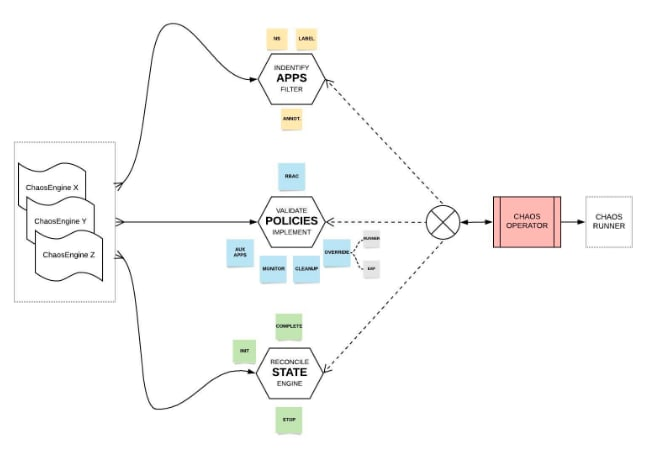 NS
LABEL
INDENTIFY
APPS
FILTER
ANNOT.
ChaosEngine X
ChaosEngine Y
ChaosEngine Z
RBAC
VALIDATE
POLICIES
IMPLEMENT
AUX
APPS
MONITOR
CLEANUP
OVERRIDE
RUNNER
EXP
CHAOS
OPERATOR
CHAOS
RUNNER
COMPLETE
INIT
RECONCILE
STATE
ENGINE
STOP